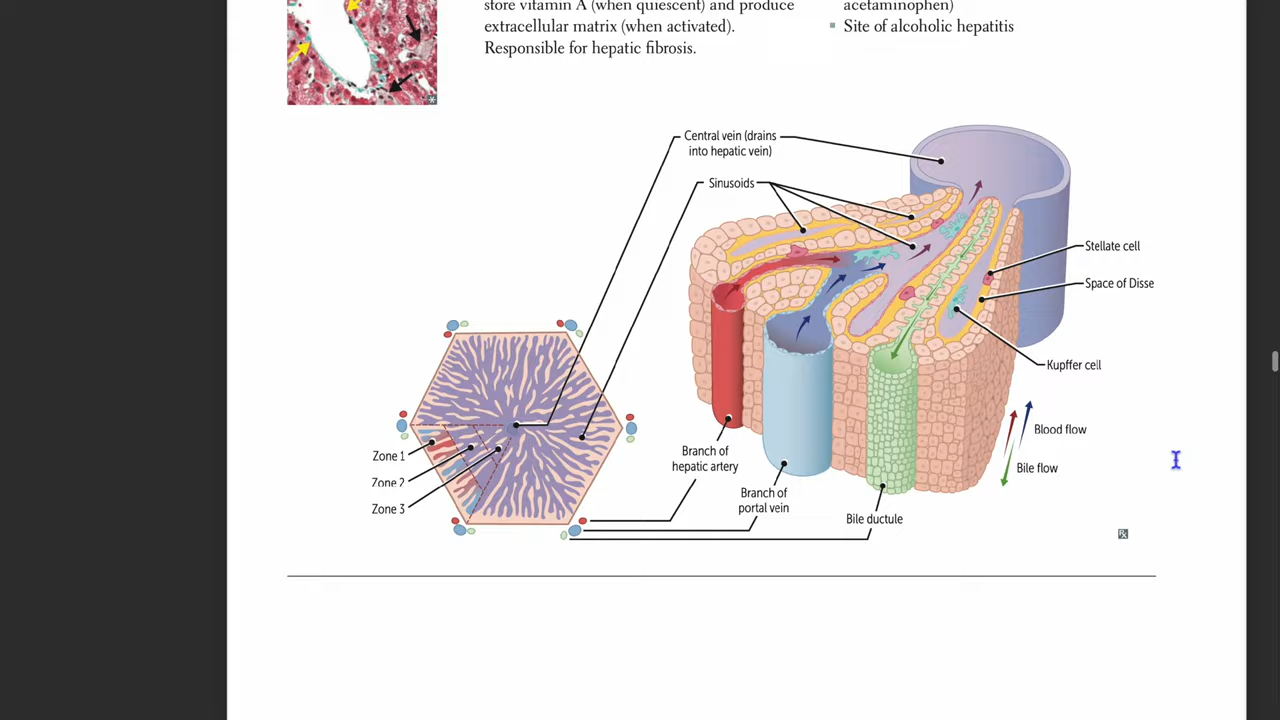 store vitamin A (when quiescent) and produce
extracellular matrix (when activated).
Responsible for hepatic fibrosis.
acetaminophen)
Site of alcoholic hepatitis
Central vein (drains
into hepatic vein)
Sinusoids
Stellate cell
Space of Disse
Kupffer cell
Blood flow
Bile flow
Zone 1
Zone 2
Zone 3
Branch of
hepatic artery
Branch of
portal vein
Bile ductule
Rx